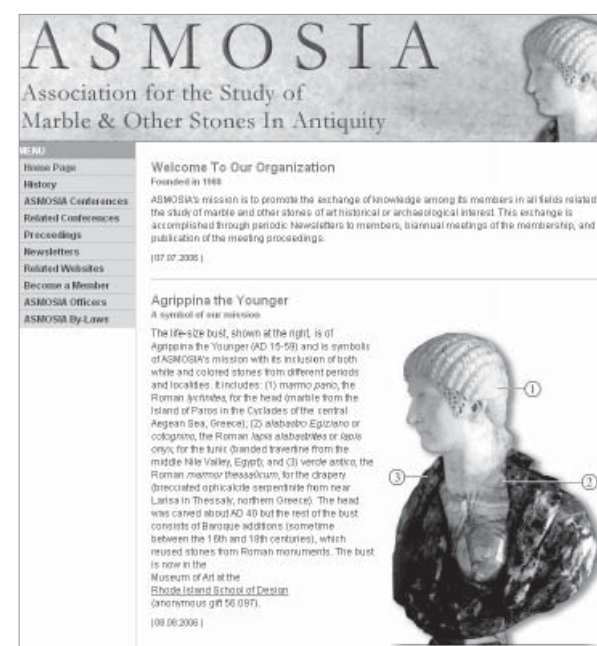 ASMOSIA
Association for the Study of
Marble & Other Stones In Antiquity
MENU
Home Page
History
ASMOSIA Conferences
Related Conferences
Proceedings
Newsletters
Related Websites
Become a Member
ASMOSIA Officers
ASMOSIA By-Laws
Welcome To Our Organization
Founded in 1988
ASMOSIA's mission is to promote the exchange of knowledge among its members in all fields related
the study of marble and other stones of art historical or archaeological interest. This exchange is
accomplished through periodic Newsletters to members, biannual meetings of the membership, and
publication of the meeting proceedings.
|07.07.2006|
Agrippina the Younger
A symbol of our mission
The life-size bust, shown at the right, is of
Agrippina the Younger (AD 15-59) and is symbolic
of ASMOSIA's mission with its inclusion of both
white and colored stones from different periods
and localities. It includes: (1) marmo pario, the
Roman lychnites, for the head (marble from the
Island of Paros in the Cyclades of the central
Aegean Sea, Greece); (2) alabastro Egiziano or
cotognino, the Roman lapis alabastrites or lapis
onyx, for the tunic (banded travertine from the
middle Nile Valley, Egypt); and (3) verde antico, the
Roman marmor thessalicum, for the drapery
(brecciated ophicalcite serpentinite from near
Larisa in Thessaly, northern Greece). The head
was carved about AD 40 but the rest of the bust
consists of Baroque additions (sometime
between the 16th and 18th centuries), which
reused stones from Roman monuments. The bust
is now in the
Museum of Art at the
Rhode Island School of Design
(anonymous gift 56.097).
|08.08.2006|
1
3
2